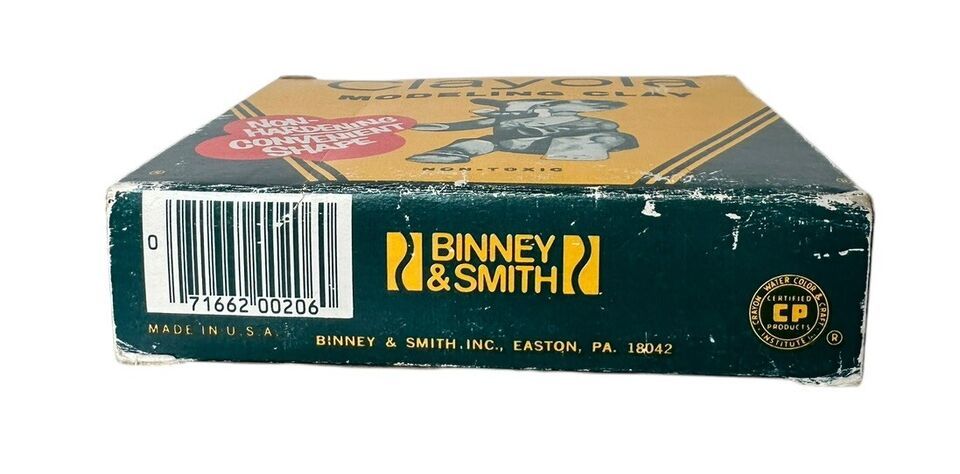 Clayola
MODELING CLAY
NON-
HARDENING
CONVENIENT
SHAPE
®
NON-TOXIC
0
71662 00206
MADE IN U.S.A.
BINNEY
& SMITH
BINNEY & SMITH, INC., EASTON, PA. 18042
CRAYON WATER COLOR & CRAFT INSTITUTE
CERTIFIED
CP
PRODUCTS
®